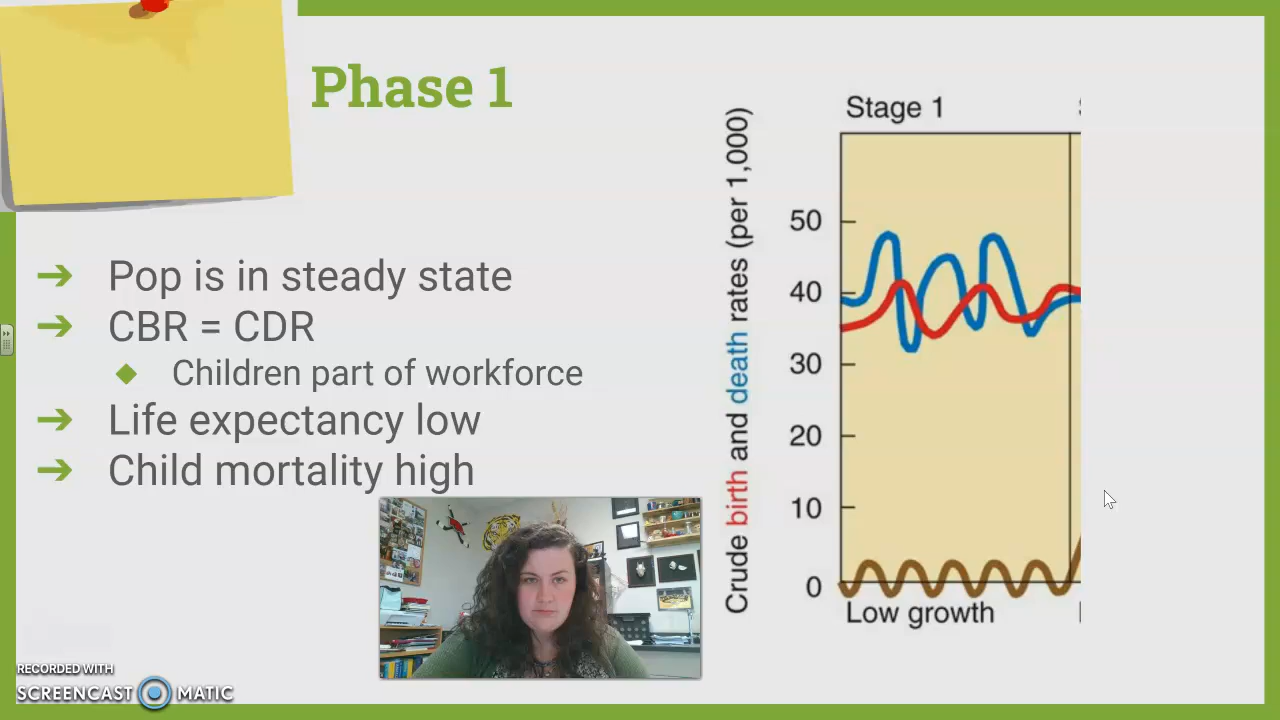 Phase 1
➔ Pop is in steady state
➔ CBR = CDR
◆ Children part of workforce
➔ Life expectancy low
➔ Child mortality high
Stage 1
Crude birth and death rates (per 1,000)
50
40
30
20
10
0
Low growth
RECORDED WITH
SCREENCAST MATIC